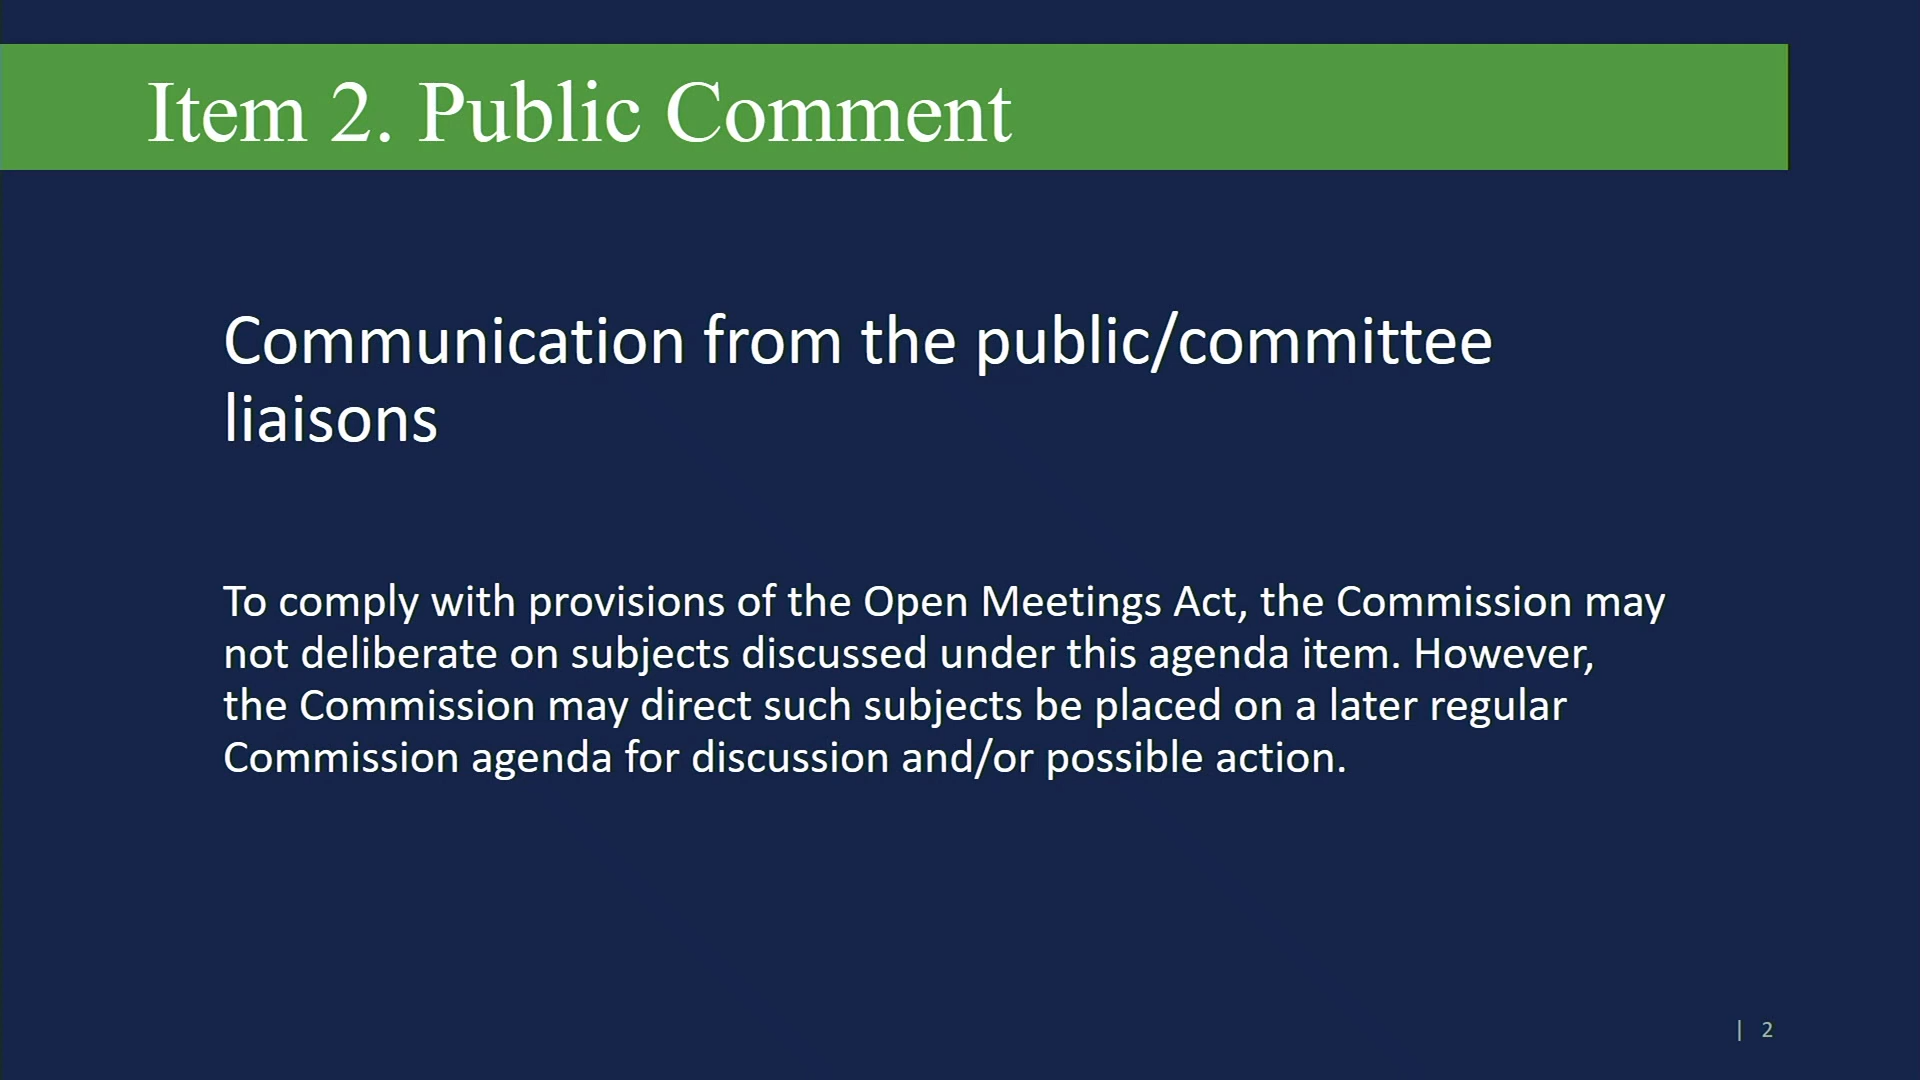 Item 2. Public Comment
Communication from the public/committee
liaisons
To comply with provisions of the Open Meetings Act, the Commission may
not deliberate on subjects discussed under this agenda item. However,
the Commission may direct such subjects be placed on a later regular
Commission agenda for discussion and/or possible action.
| 2